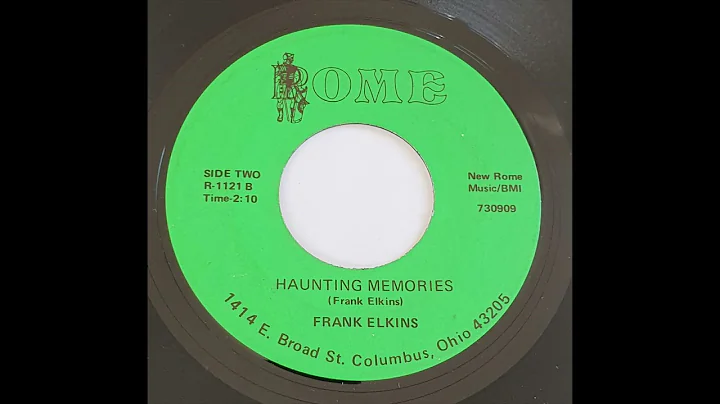 ROME
SIDE TWO
R-1121 B
Time-2:10
New Rome
Music/BMI
730909
HAUNTING MEMORIES
(Frank Elkins)
FRANK ELKINS
1414 E. Broad St. Columbus, Ohio 43205